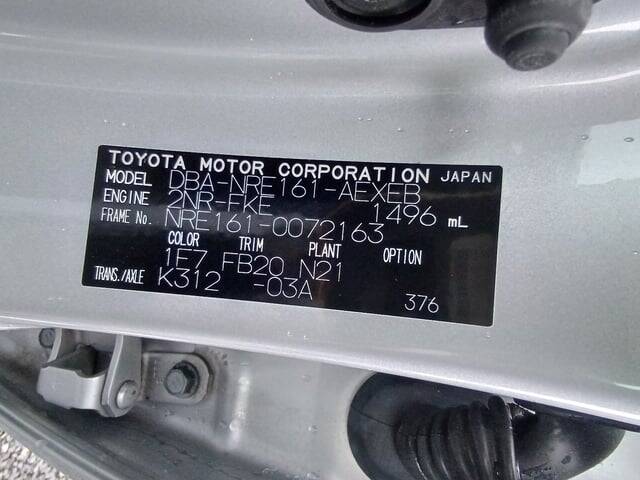 TOYOTA MOTOR CORPORATION JAPAN
MODEL DBA-NRE161-AEXEB
ENGINE 2NR-FKE 1496 mL
FRAME No. NRE161-0072163
COLOR TRIM PLANT OPTION
1F7 FB20 N21
TRANS./AXLE K312 -03A
376